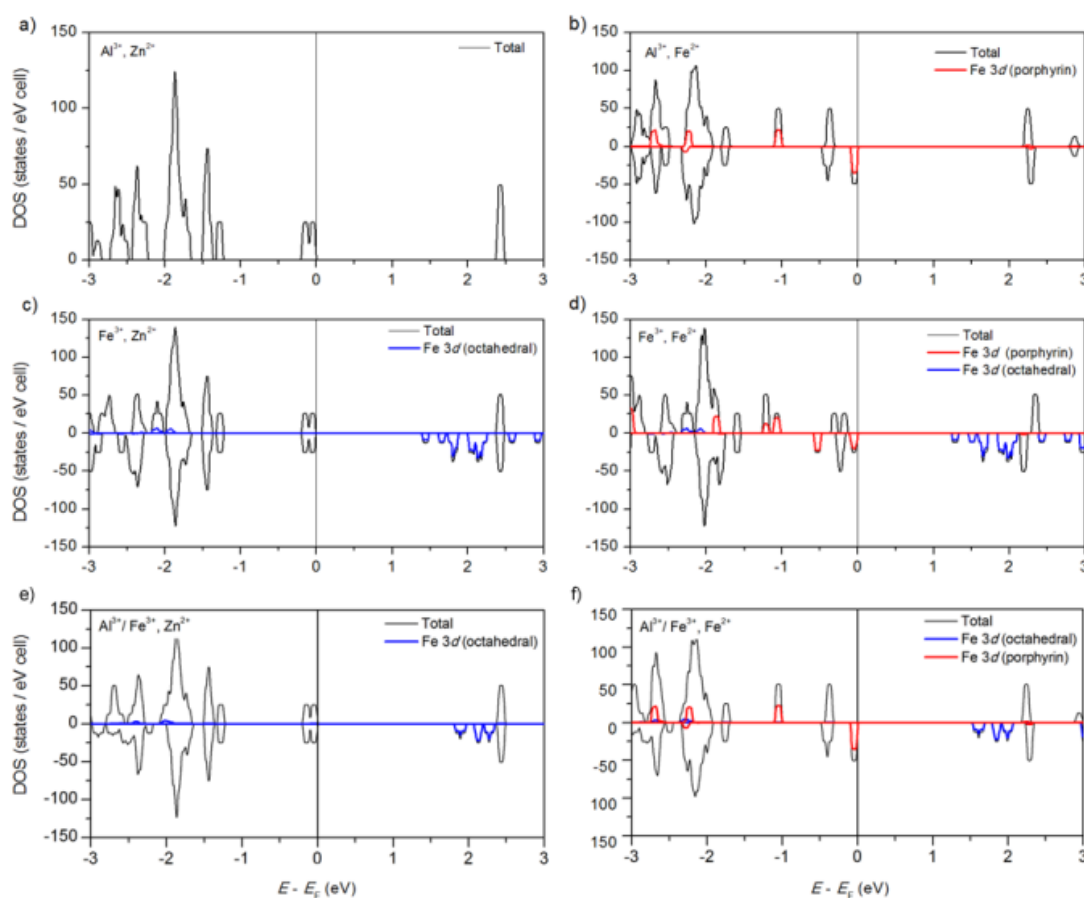 a)
Al³⁺, Zn²⁺
Total
DOS (states / eV cell)
150
100
50
0
-3 -2 -1 0 1 2 3
b)
Al³⁺, Fe²⁺
Total
Fe 3d (porphyrin)
150
100
50
0
-50
-100
-150
-3 -2 -1 0 1 2 3
c)
Fe³⁺, Zn²⁺
Total
Fe 3d (octahedral)
DOS (states / eV cell)
150
100
50
0
-50
-100
-150
-3 -2 -1 0 1 2 3
d)
Fe³⁺, Fe²⁺
Total
Fe 3d (porphyrin)
Fe 3d (octahedral)
150
100
50
0
-50
-100
-150
-3 -2 -1 0 1 2 3
e)
Al³⁺/ Fe³⁺, Zn²⁺
Total
Fe 3d (octahedral)
DOS (states / eV cell)
150
100
50
0
-50
-100
-150
-3 -2 -1 0 1 2 3
E - E_F (eV)
f)
Al³⁺/ Fe³⁺, Fe²⁺
Total
Fe 3d (octahedral)
Fe 3d (porphyrin)
150
100
50
0
-50
100
150
-3 -2 -1 0 1 2 3
E - E_F (eV)